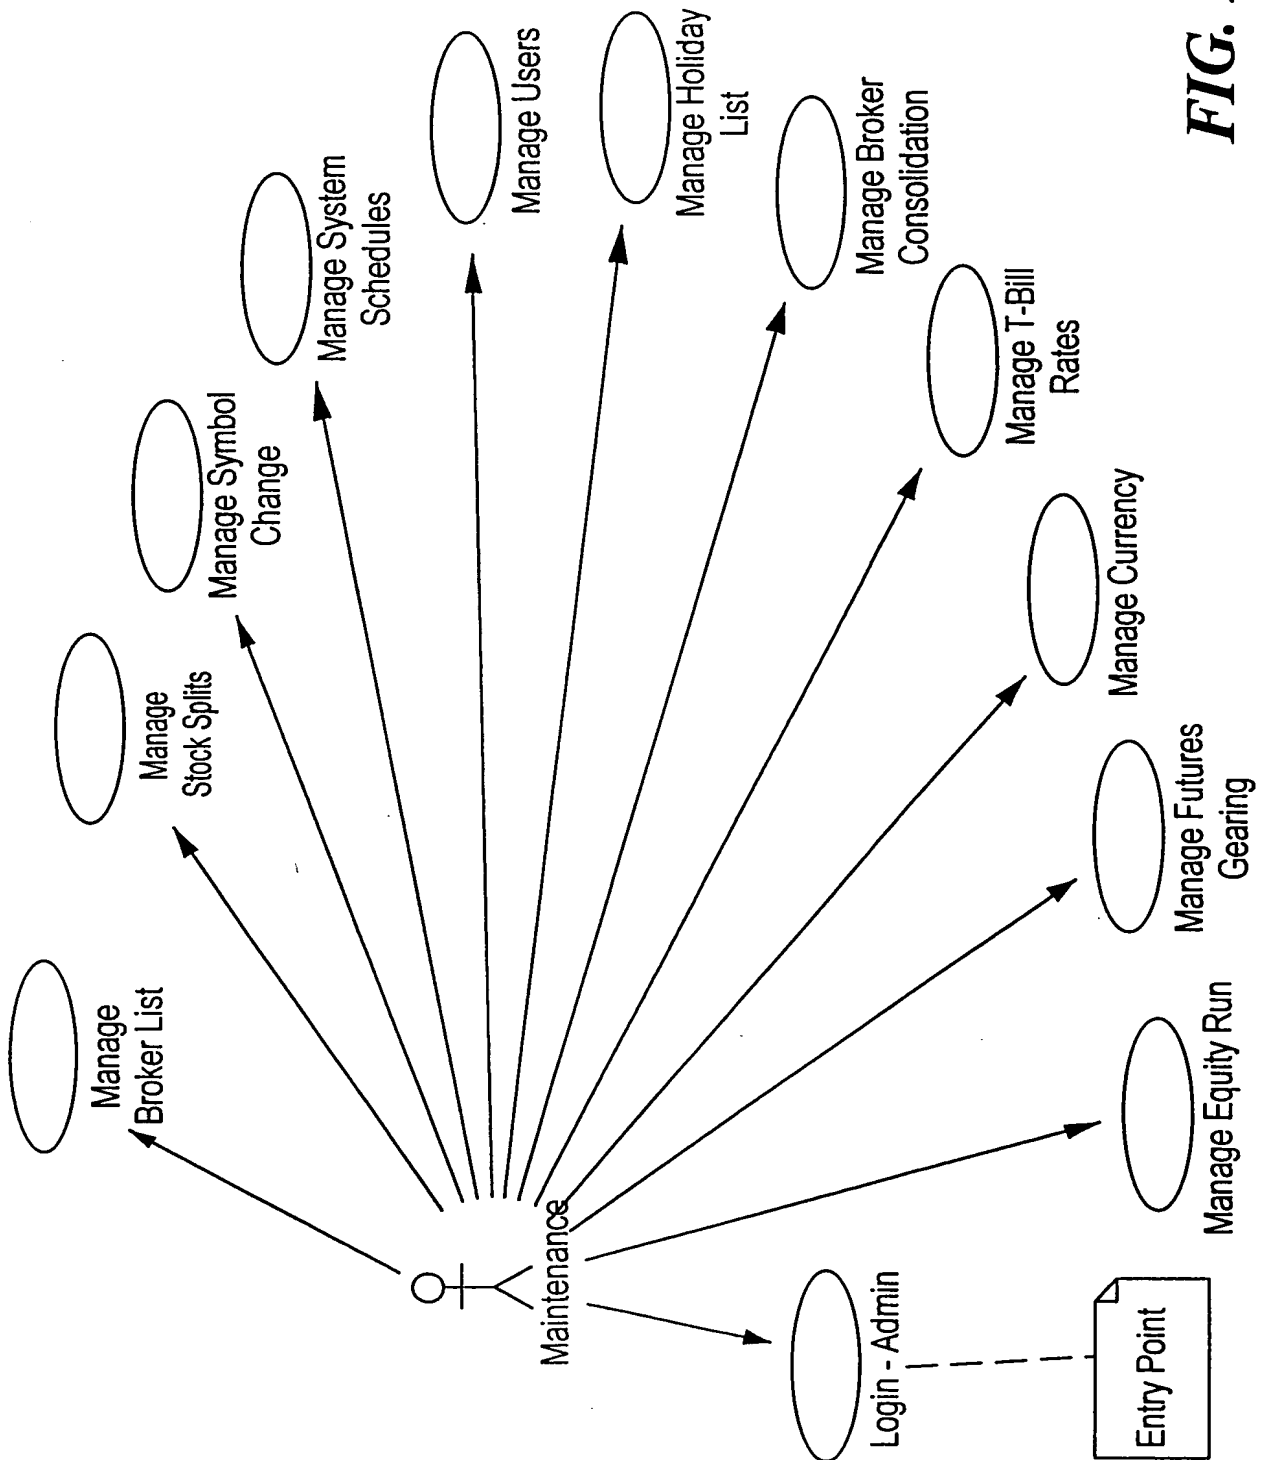 Manage
Broker List
Manage
Stock Splits
Manage Symbol
Change
Manage System
Schedules
Manage Users
Manage Holiday
List
Manage Broker
Consolidation
Manage T-Bill
Rates
Manage Currency
Manage Futures
Gearing
Manage Equity Run
Maintenance
Login - Admin
Entry Point
FIG.